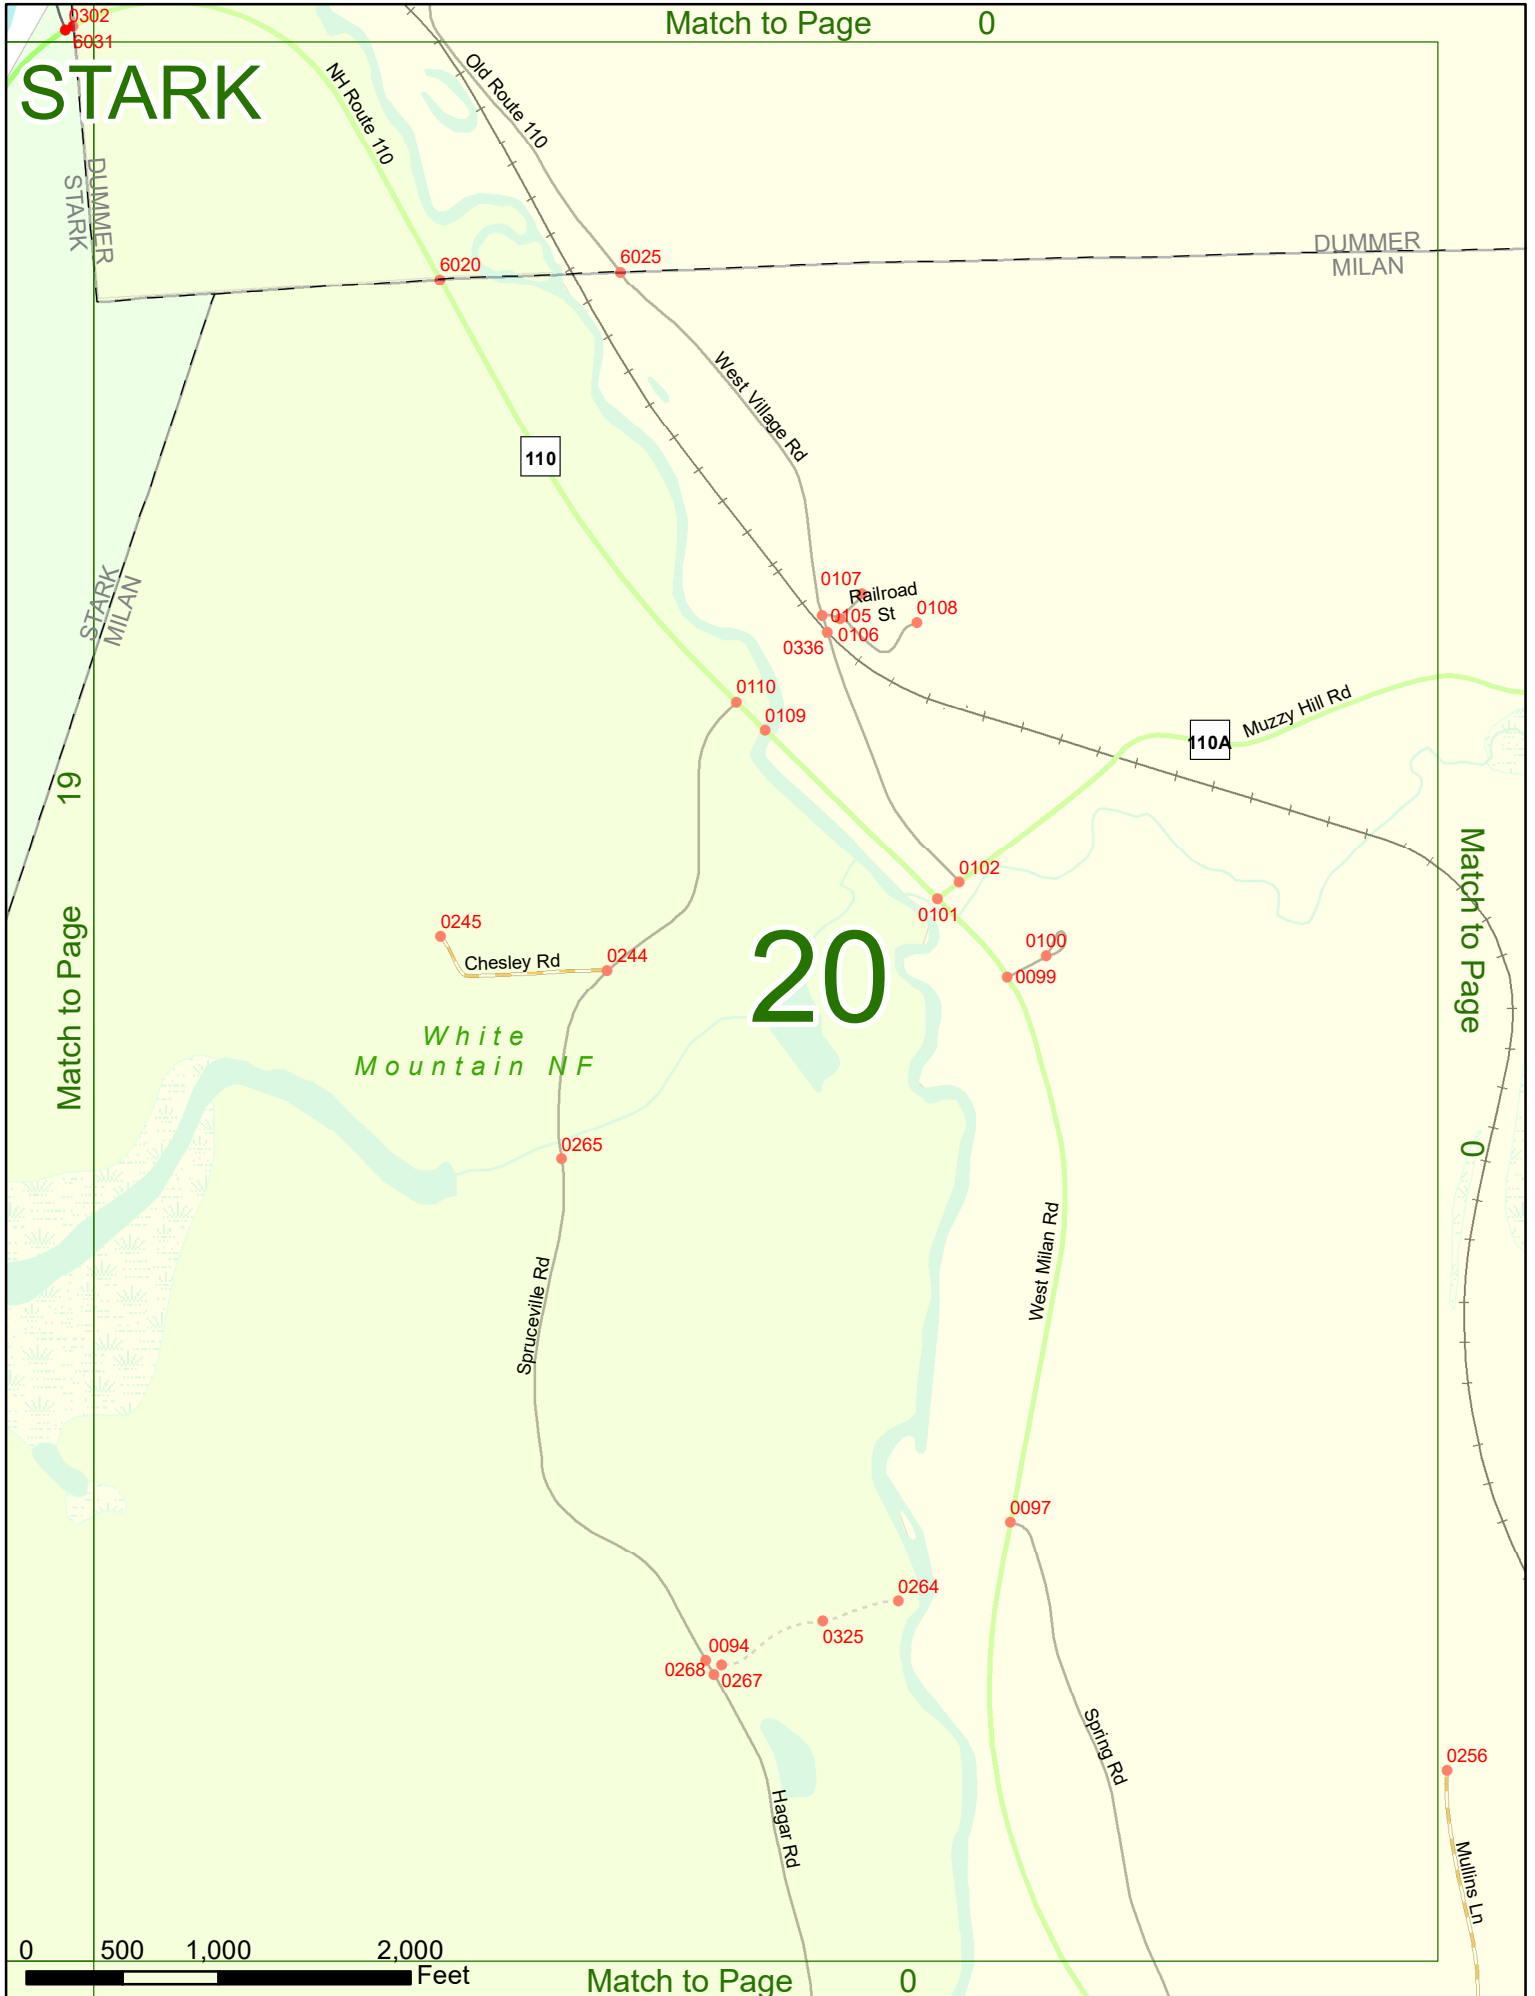 0302
Match to Page 0
6031
STARK
NH Route 110
Old Route 110
DUMMER
STARK
DUMMER
MILAN
6020
6025
West Village Rd
110
STARK
MILAN
0107
Railroad
St
0105
0108
0106
0336
0110
0109
Muzzy Hill Rd
110A
Match to Page 19
Match to Page 0
0102
0101
0245
Chesley Rd
0244
20
0100
0099
White
Mountain NF
0265
Spruceville Rd
West Milan Rd
0097
0264
0325
0094
0268
0267
Spring Rd
0256
Hagar Rd
Mullins Ln
0 500 1,000 2,000
Feet
Match to Page 0